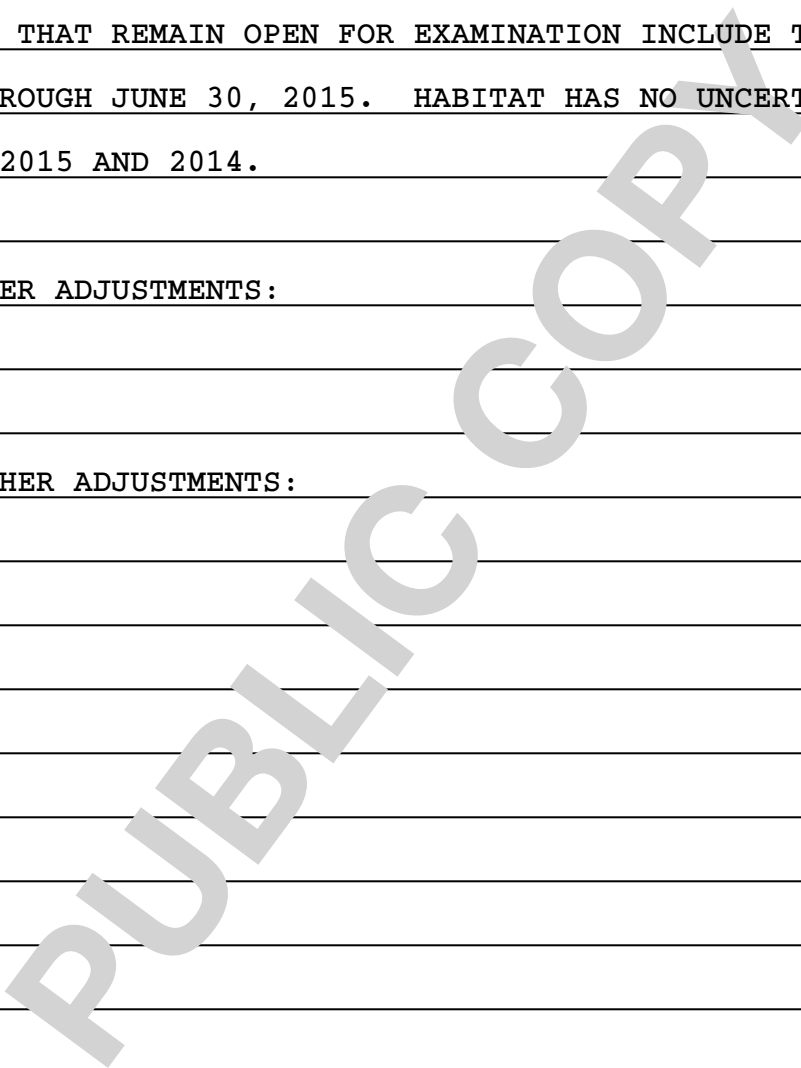 THAT REMAIN OPEN FOR EXAMINATION INCLUDE
ROUGH JUNE 30, 2015. HABITAT HAS NO UNCERT
2015 AND 2014.
ER ADJUSTMENTS:
HER ADJUSTMENTS:
PUBLIC COPY